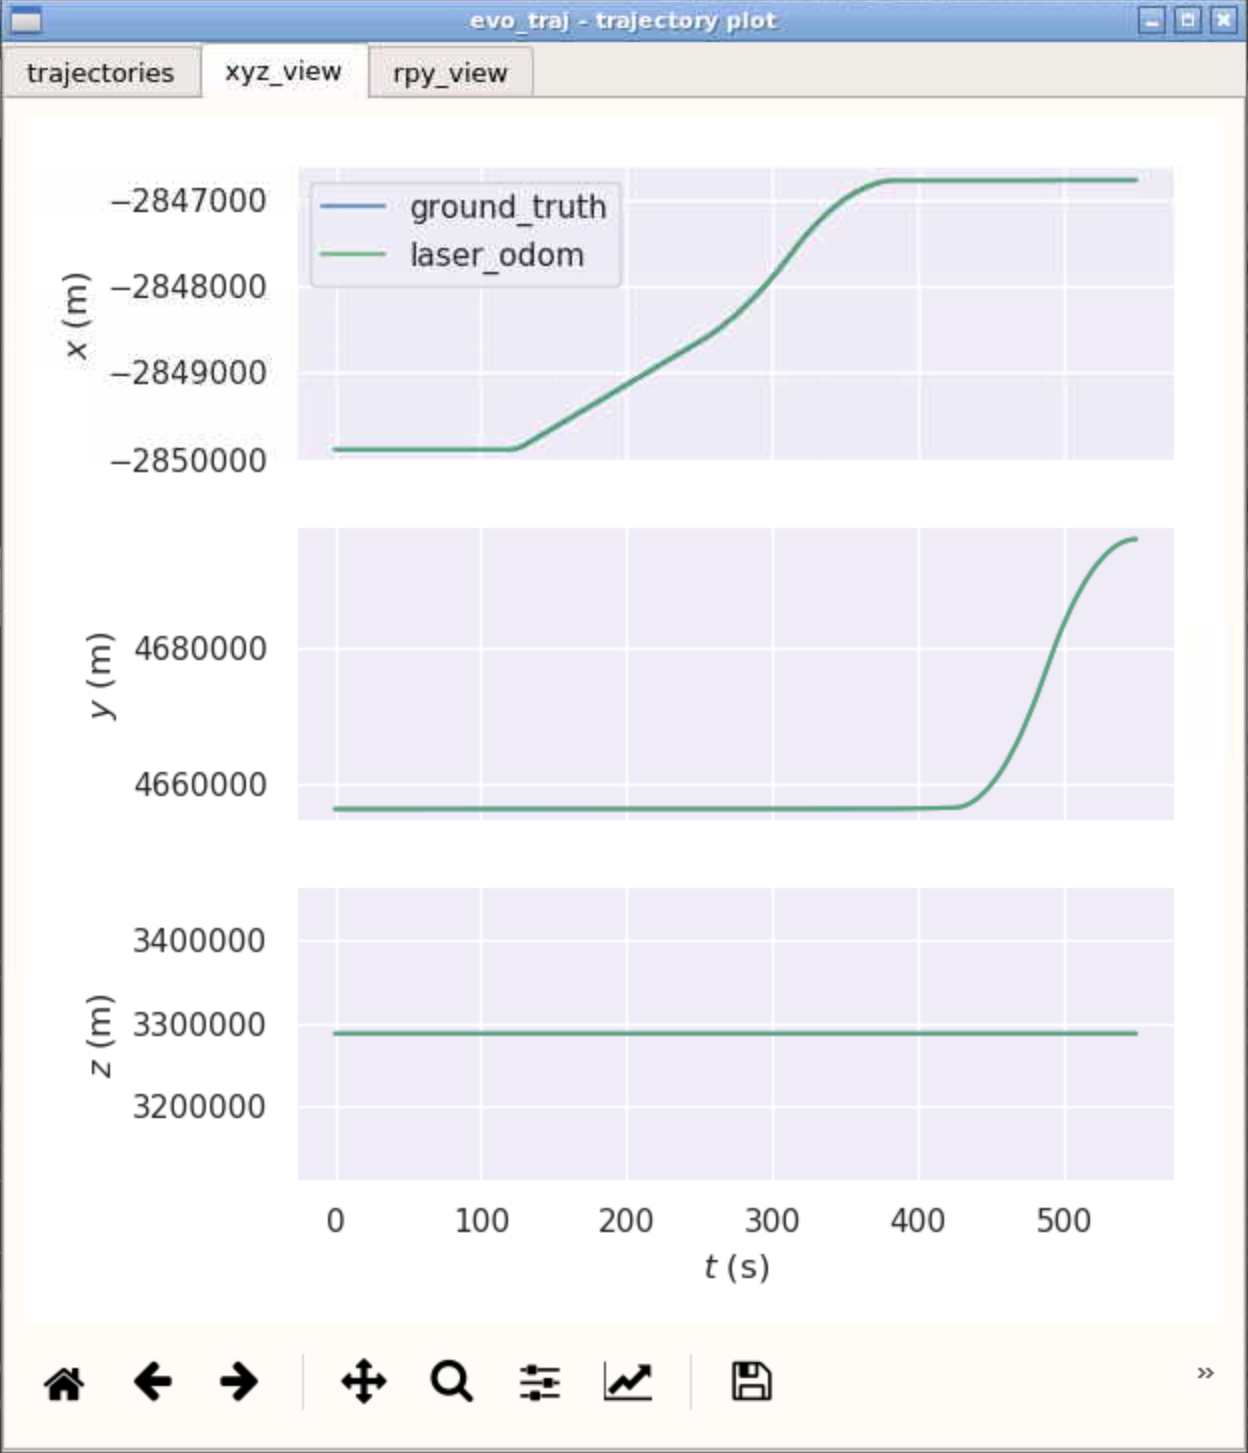 evo_traj - trajectory plot
trajectories xyz_view rpy_view
ground_truth
laser_odom
x (m)
−2847000
−2848000
−2849000
−2850000
y (m)
4680000
4660000
z (m)
3400000
3300000
3200000
0 100 200 300 400 500
t (s)
»